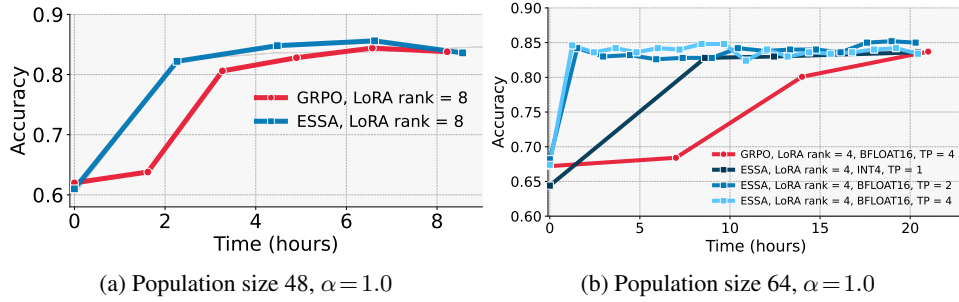 0.9
0.8
0.7
0.6
Accuracy
GRPO, LoRA rank = 8
ESSA, LoRA rank = 8
0 2 4 6 8
Time (hours)
(a) Population size 48, α=1.0
0.90
0.85
0.80
0.75
0.70
0.65
0.60
Accuracy
GRPO, LoRA rank = 4, BFLOAT16, TP = 4
ESSA, LoRA rank = 4, INT4, TP = 1
ESSA, LoRA rank = 4, BFLOAT16, TP = 2
ESSA, LoRA rank = 4, BFLOAT16, TP = 4
0 5 10 15 20
Time (hours)
(b) Population size 64, α=1.0